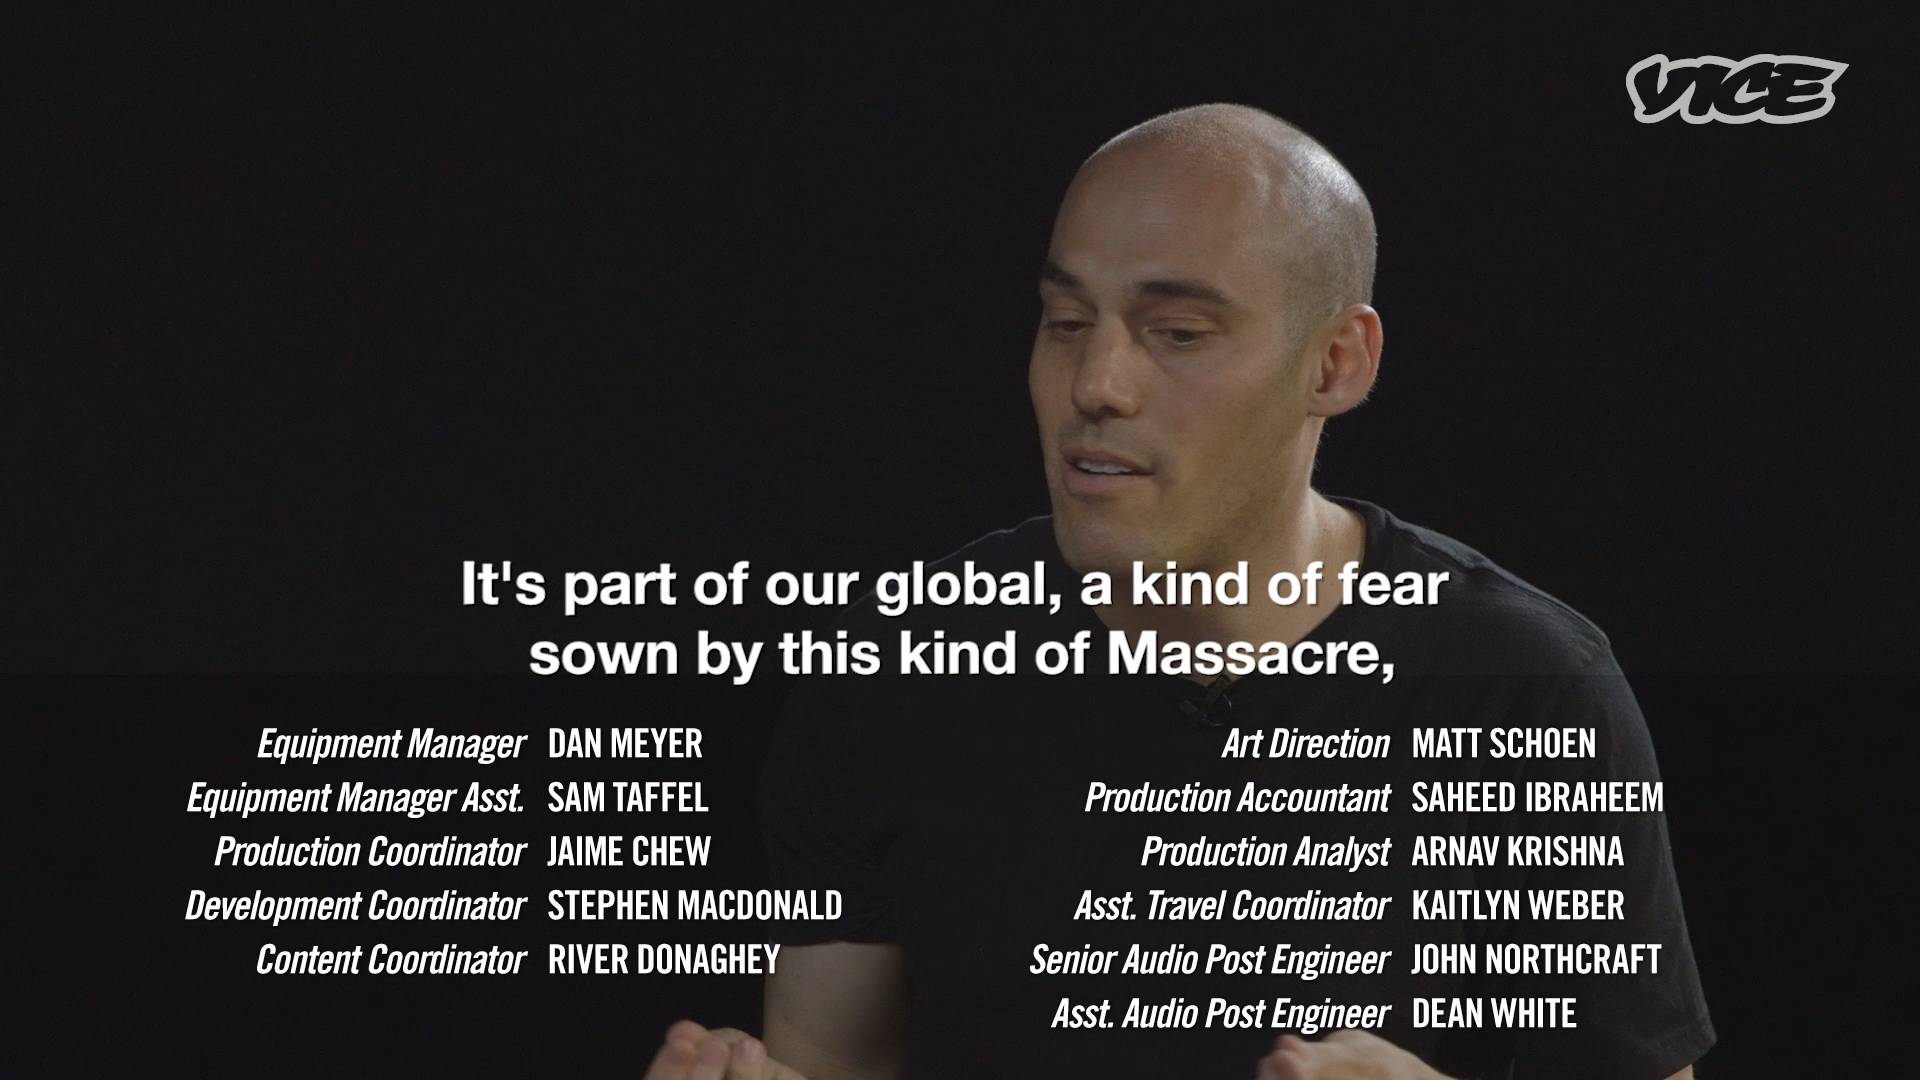 VICE
It's part of our global, a kind of fear
sown by this kind of Massacre,
Equipment Manager DAN MEYER
Equipment Manager Asst. SAM TAFFEL
Production Coordinator JAIME CHEW
Development Coordinator STEPHEN MACDONALD
Content Coordinator RIVER DONAGHEY
Art Direction MATT SCHOEN
Production Accountant SAHEED IBRAHEEM
Production Analyst ARNAV KRISHNA
Asst. Travel Coordinator KAITLYN WEBER
Senior Audio Post Engineer JOHN NORTHCRAFT
Asst. Audio Post Engineer DEAN WHITE